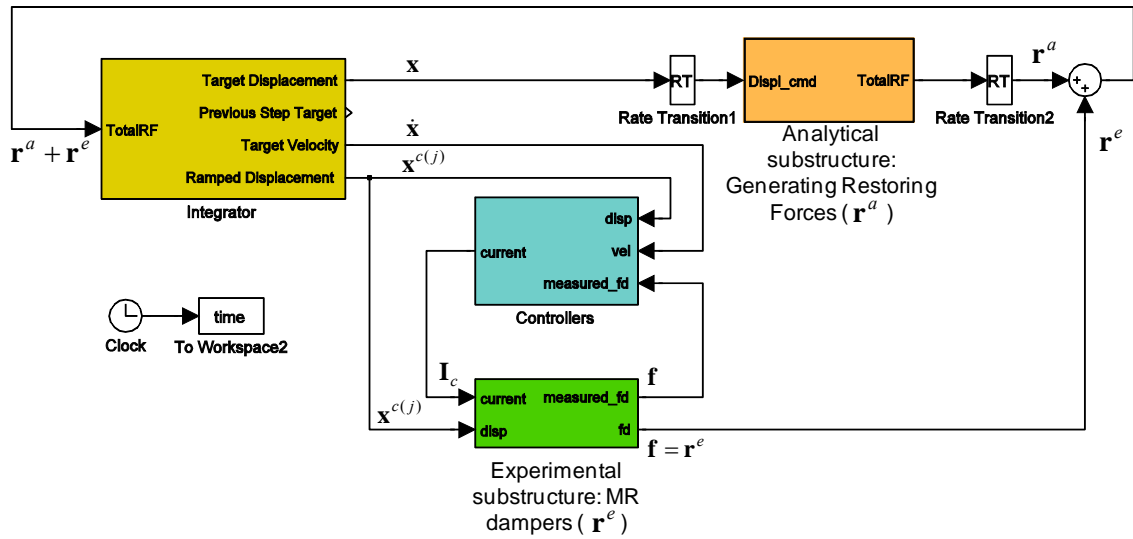 Target Displacement
Previous Step Target
Target Velocity
Ramped Displacement
TotalRF
Integrator
r^a + r^e
x
ẋ
x^{c(j)}
RT
Rate Transition1
Displ_cmd
TotalRF
Analytical
substructure:
Generating Restoring
Forces ( r^a )
RT
Rate Transition2
r^a
+
+
r^e
disp
vel
measured_fd
current
Controllers
Clock
time
To Workspace2
I_c
x^{c(j)}
current
disp
measured_fd
fd
f
f = r^e
Experimental
substructure: MR
dampers ( r^e )